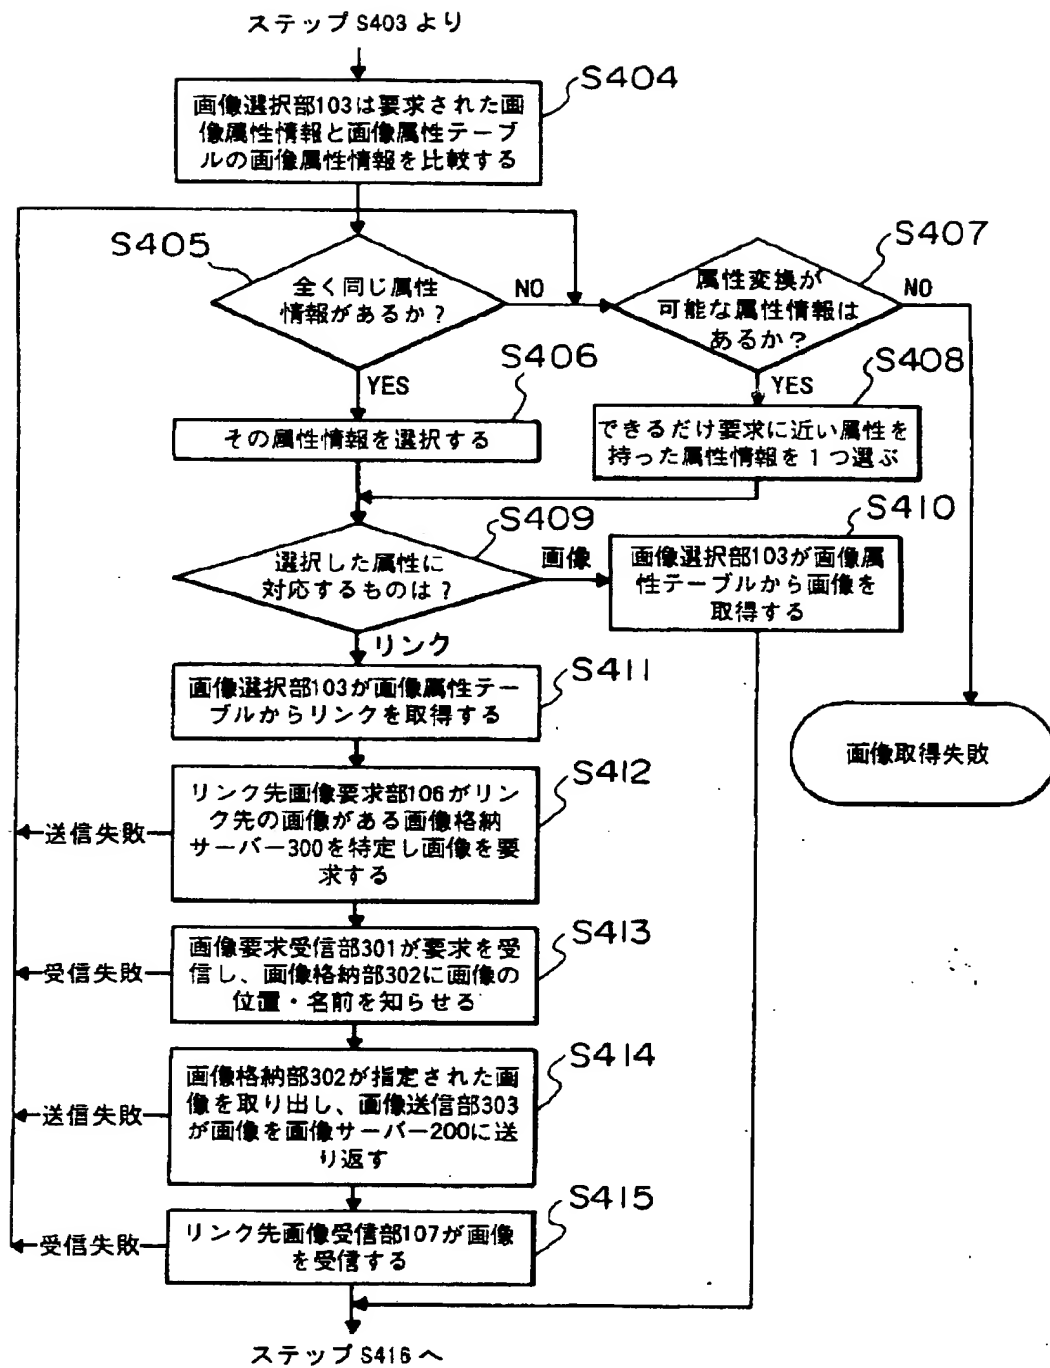 ステップS403より
S404
画像選択部103は要求された画
像属性情報と画像属性テーブ
ルの画像属性情報を比較する
S405
全く同じ属性
情報があるか？
NO
YES
S407
属性変換が
可能な属性情報は
あるか？
NO
YES
S406
その属性情報を選択する
S408
できるだけ要求に近い属性を
持った属性情報を1つ選ぶ
S409
選択した属性に
対応するものは？
画像
リンク
S410
画像選択部103が画像属
性テーブルから画像を
取得する
S411
画像選択部103が画像属性テー
ブルからリンクを取得する
画像取得失敗
S412
リンク先画像要求部106がリン
ク先の画像がある画像格納
サーバー300を特定し画像を要
求する
送信失敗
S413
画像要求受信部301が要求を受
信し、画像格納部302に画像の
位置・名前を知らせる
受信失敗
S414
画像格納部302が指定された画
像を取り出し、画像送信部303
が画像を画像サーバー200に送
り返す
送信失敗
S415
リンク先画像受信部107が画像
を受信する
受信失敗
ステップS416へ